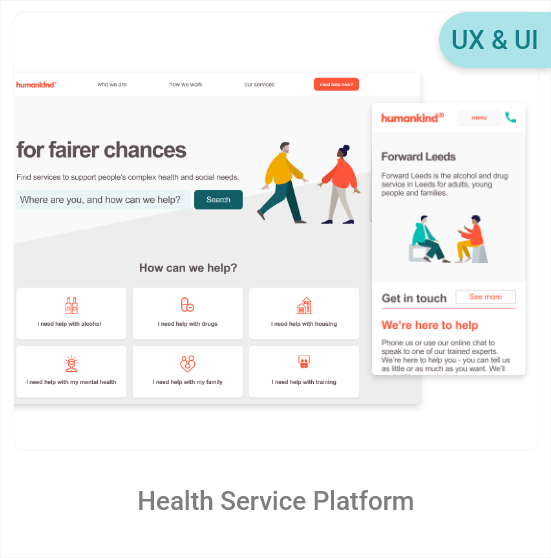 UX & UI
humankind®
who we are
how we work
our services
need help now?
for fairer chances
Find services to support people's complex health and social needs.
Where are you, and how can we help?
Search
How can we help?
I need help with alcohol
I need help with drugs
I need help with housing
I need help with my mental health
I need help with my family
I need help with training
humankind®
menu
Forward Leeds
Forward Leeds is the alcohol and drug
service in Leeds for adults, young
people and families.
Get in touch
See more
We're here to help
Phone us or use our online chat to
speak to one of our trained experts.
We're here to help you - you can tell us
as little or as much as you want. We'll
Health Service Platform